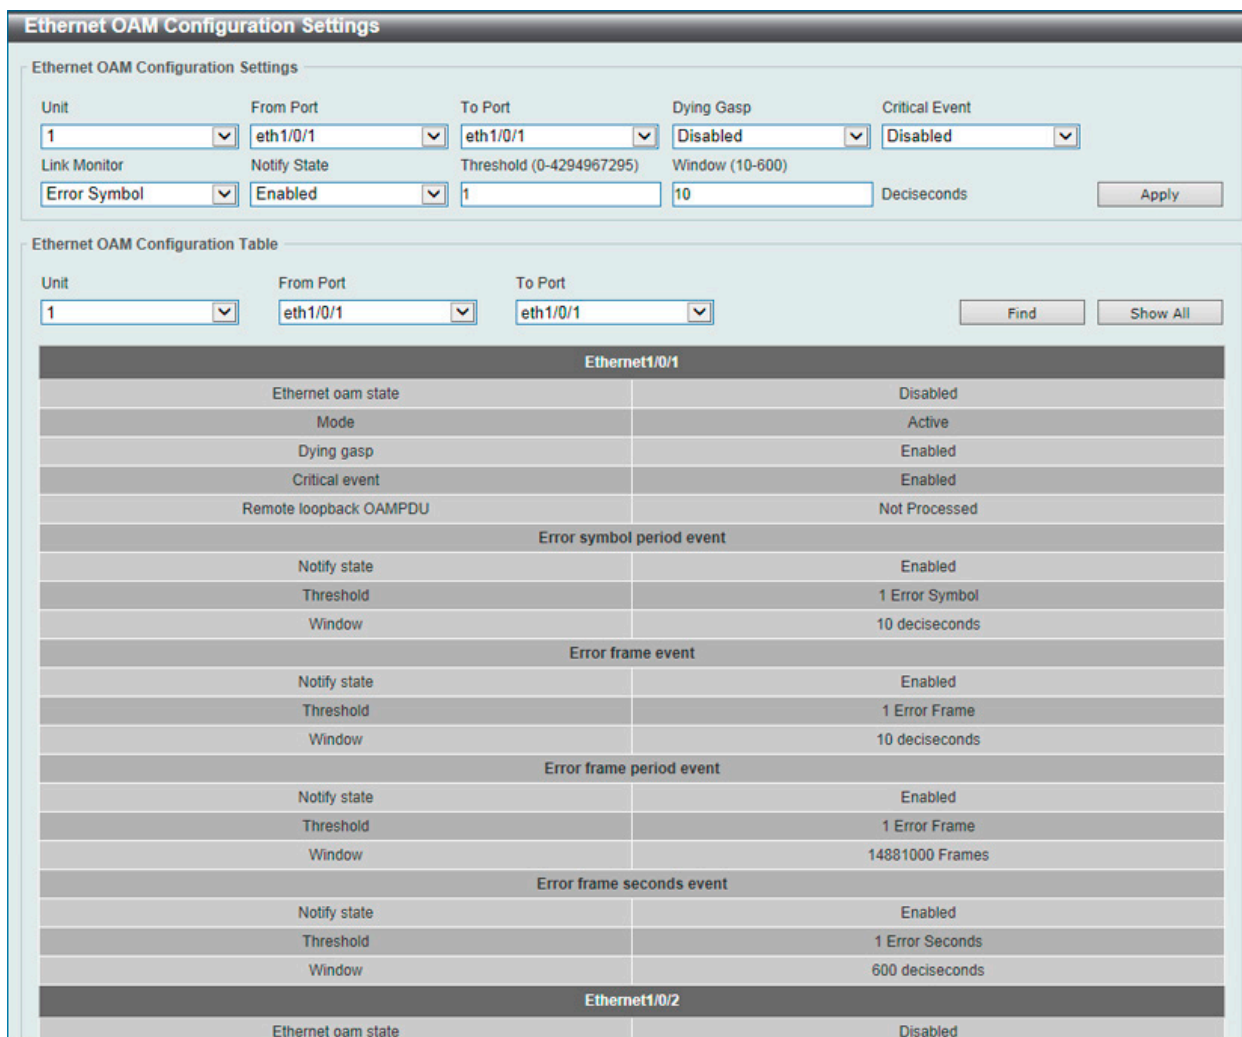 Ethernet OAM Configuration Settings
Ethernet OAM Configuration Settings
Unit From Port To Port Dying Gasp Critical Event
1 eth1/0/1 eth1/0/1 Disabled Disabled
Link Monitor Notify State Threshold (0-4294967295) Window (10-600)
Error Symbol Enabled 1 10 Deciseconds Apply
Ethernet OAM Configuration Table
Unit From Port To Port
1 eth1/0/1 eth1/0/1 Find Show All
Ethernet1/0/1
Ethernet oam state Disabled
Mode Active
Dying gasp Enabled
Critical event Enabled
Remote loopback OAMPDU Not Processed
Error symbol period event
Notify state Enabled
Threshold 1 Error Symbol
Window 10 deciseconds
Error frame event
Notify state Enabled
Threshold 1 Error Frame
Window 10 deciseconds
Error frame period event
Notify state Enabled
Threshold 1 Error Frame
Window 14881000 Frames
Error frame seconds event
Notify state Enabled
Threshold 1 Error Seconds
Window 600 deciseconds
Ethernet1/0/2
Ethernet oam state Disabled